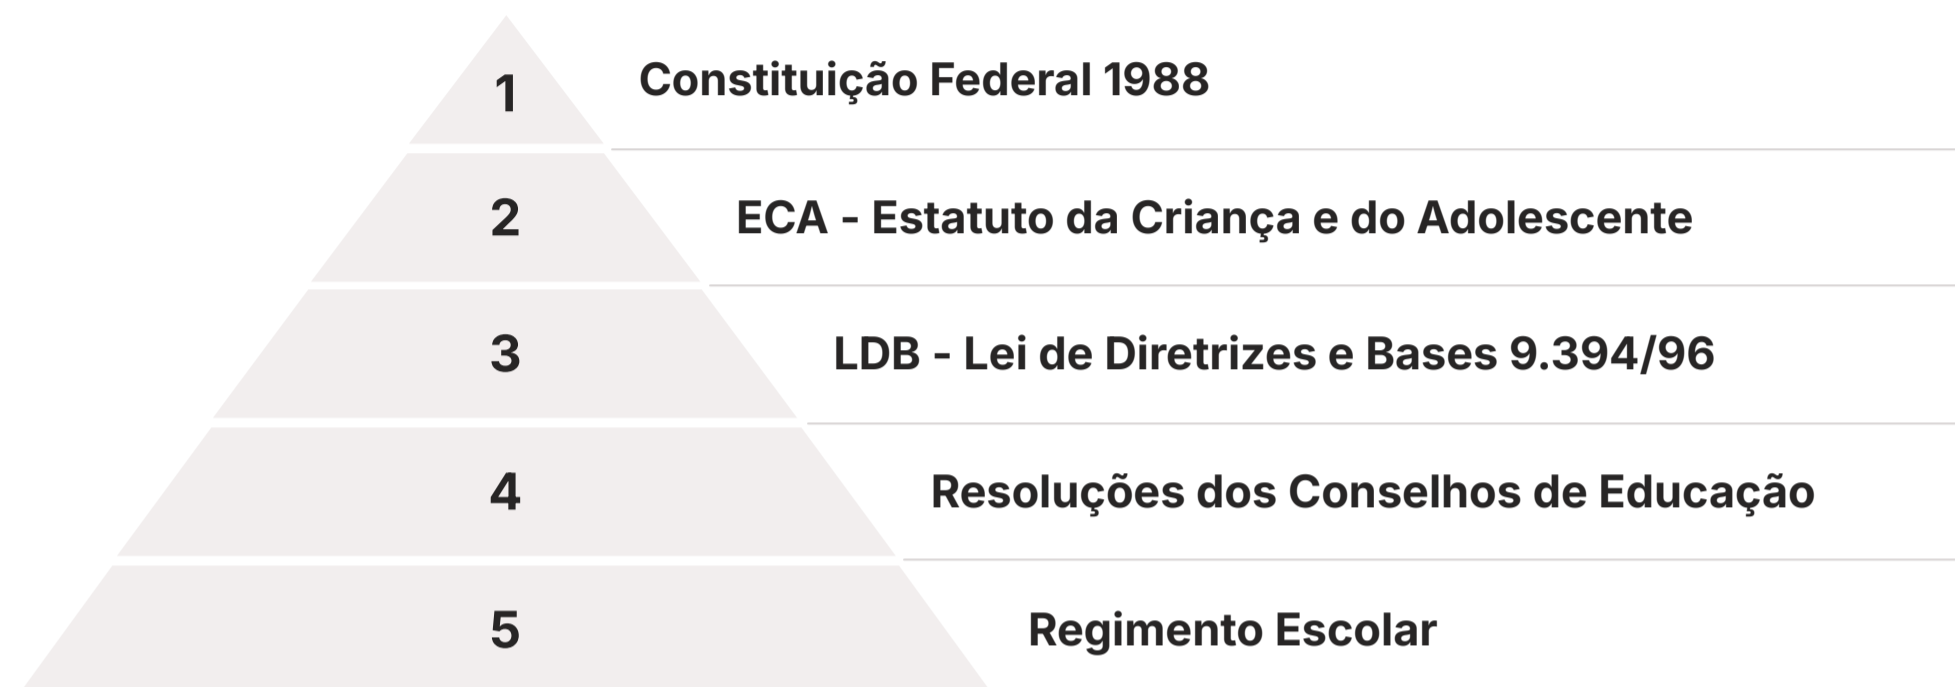 1
Constituição Federal 1988
2
ECA - Estatuto da Criança e do Adolescente
3
LDB - Lei de Diretrizes e Bases 9.394/96
4
Resoluções dos Conselhos de Educação
5
Regimento Escolar